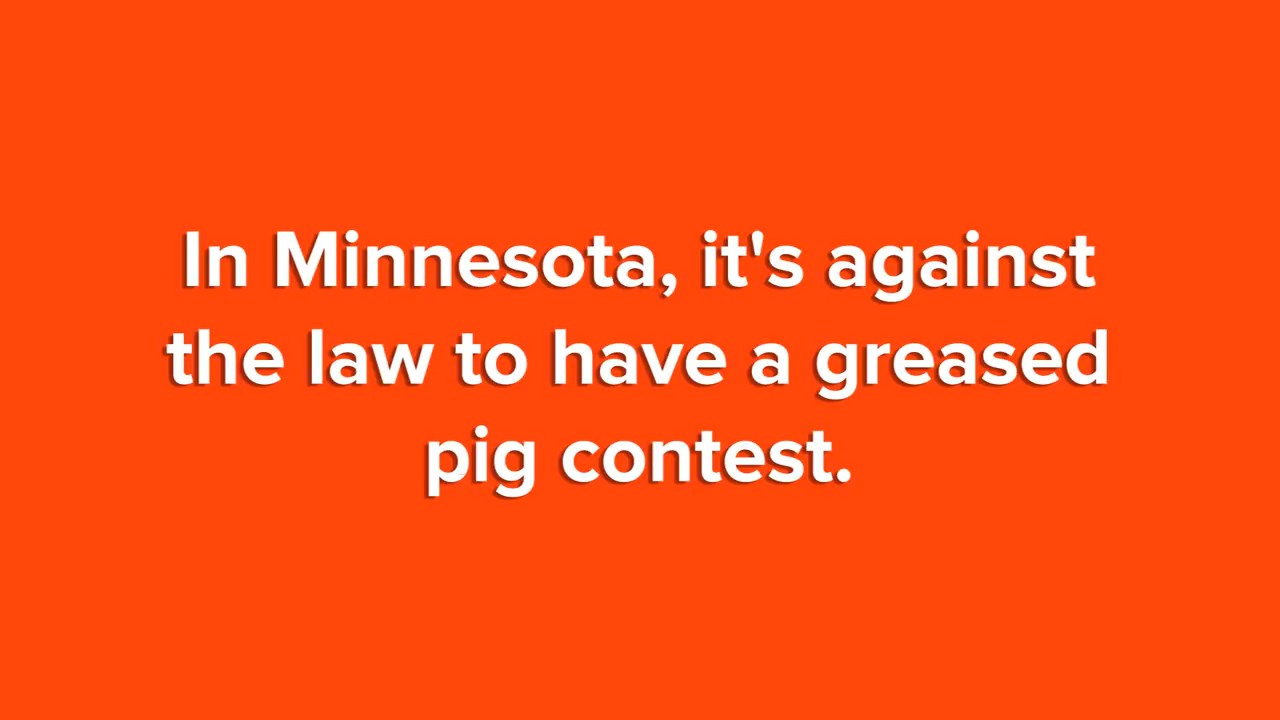 In Minnesota, it's against
the law to have a greased
pig contest.